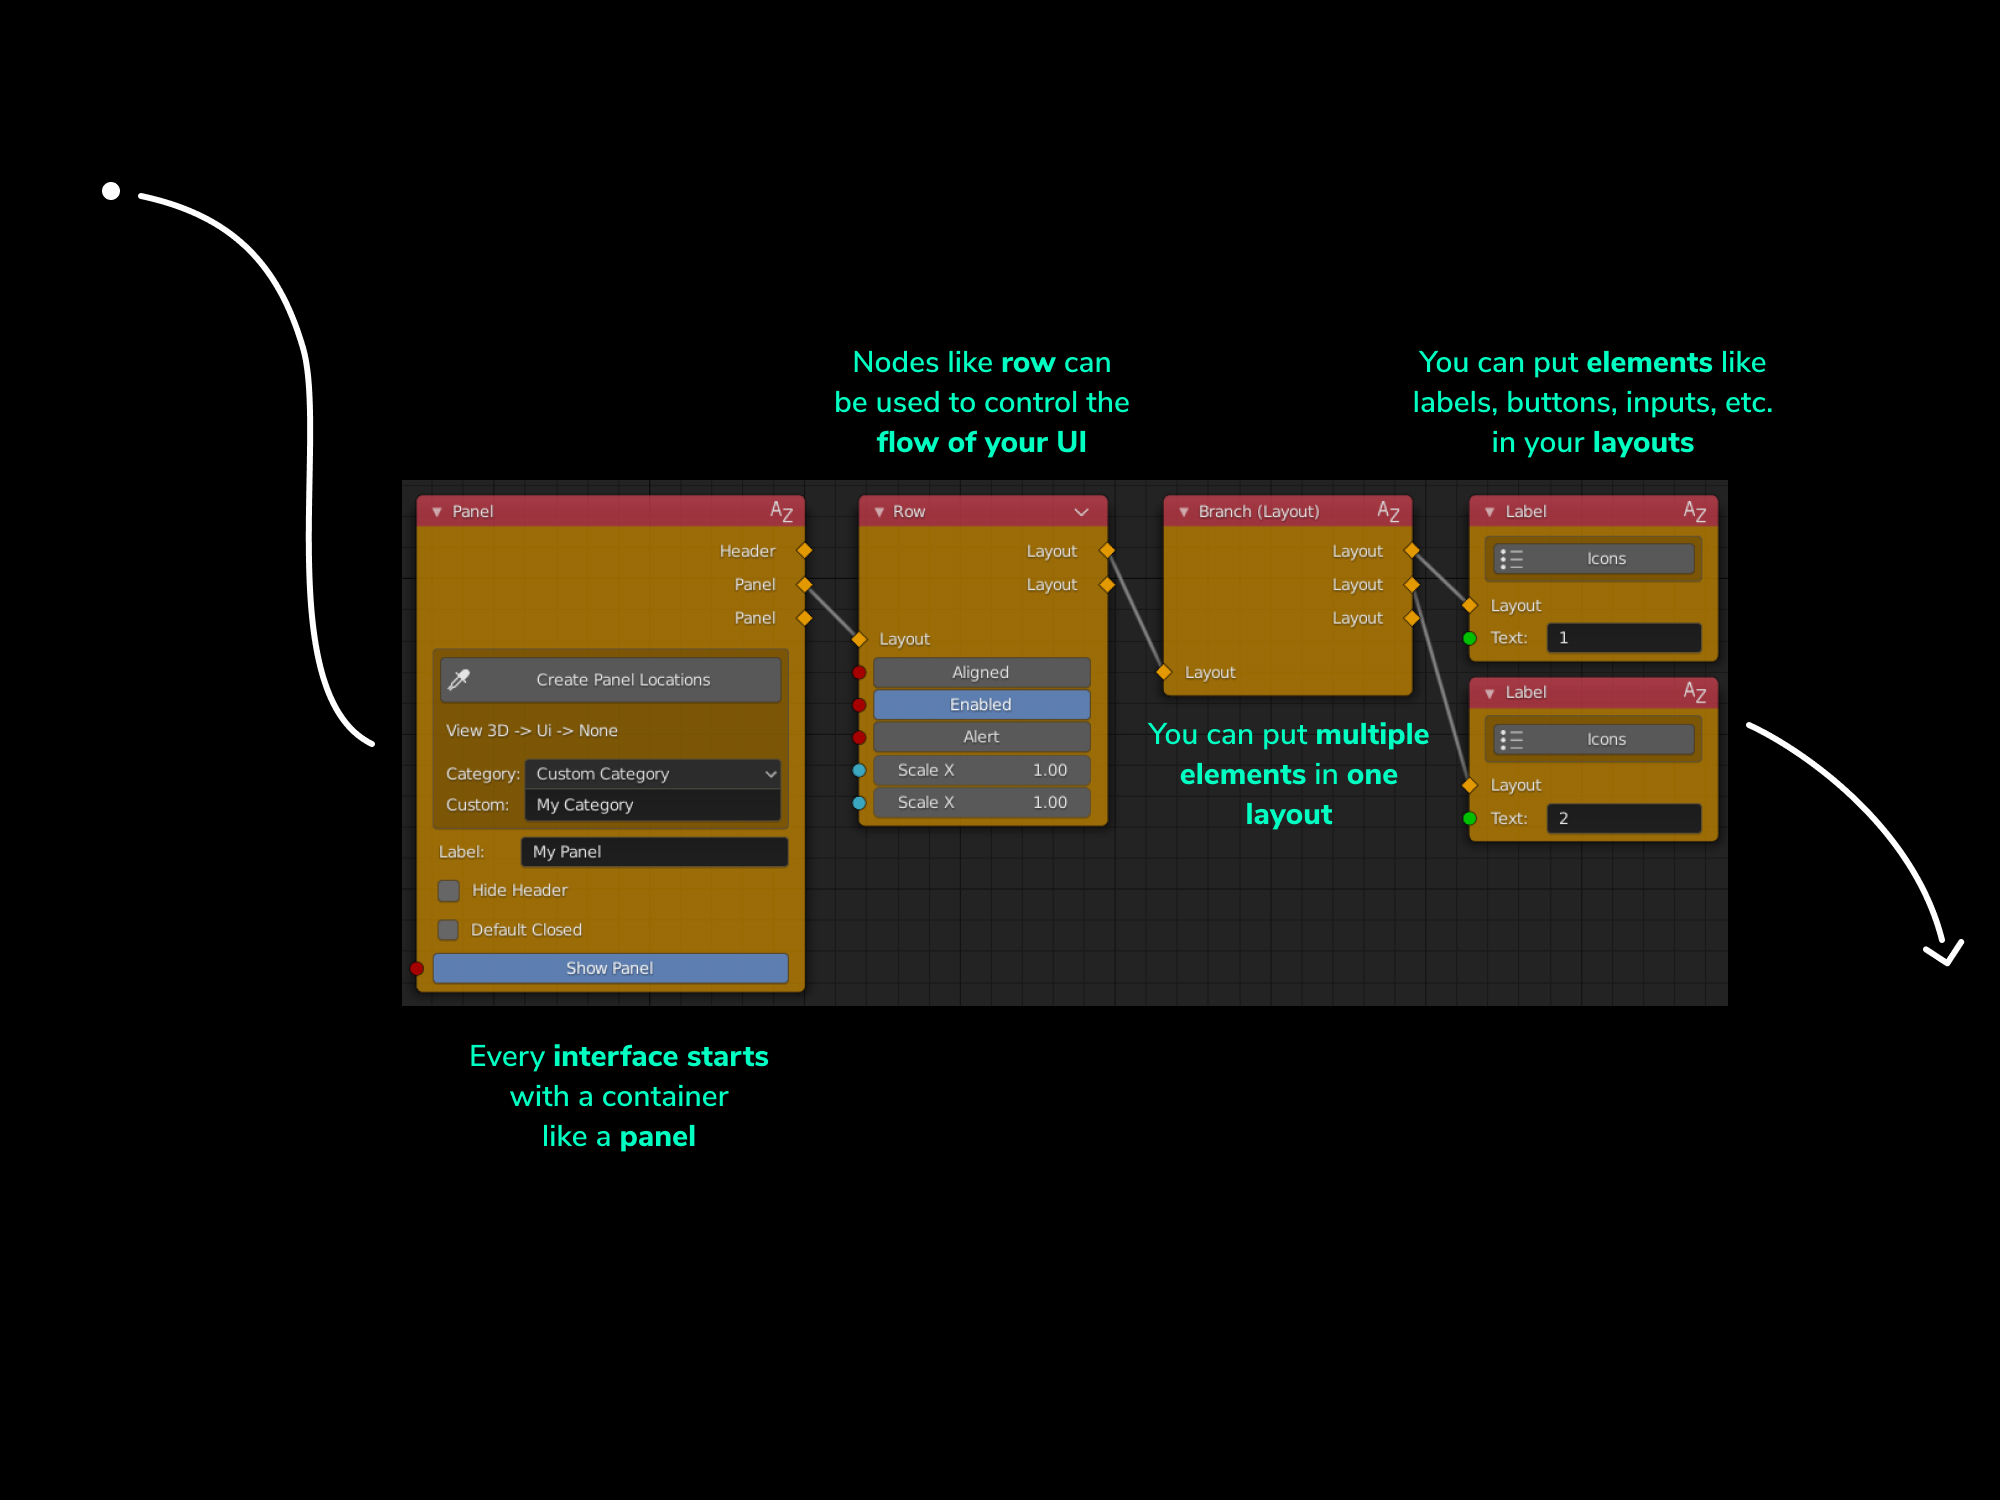 Nodes like row can
be used to control the
flow of your UI
You can put elements like
labels, buttons, inputs, etc.
in your layouts
Panel
AZ
Header
Panel
Panel
Create Panel Locations
View 3D -> Ui -> None
Category: Custom Category
Custom: My Category
Label: My Panel
Hide Header
Default Closed
Show Panel
Row
Layout
Layout
Layout
Aligned
Enabled
Alert
Scale X 1.00
Scale X 1.00
Branch (Layout)
AZ
Layout
Layout
Layout
Layout
You can put multiple
elements in one
layout
Label
AZ
Icons
Layout
Text: 1
Label
AZ
Icons
Layout
Text: 2
Every interface starts
with a container
like a panel